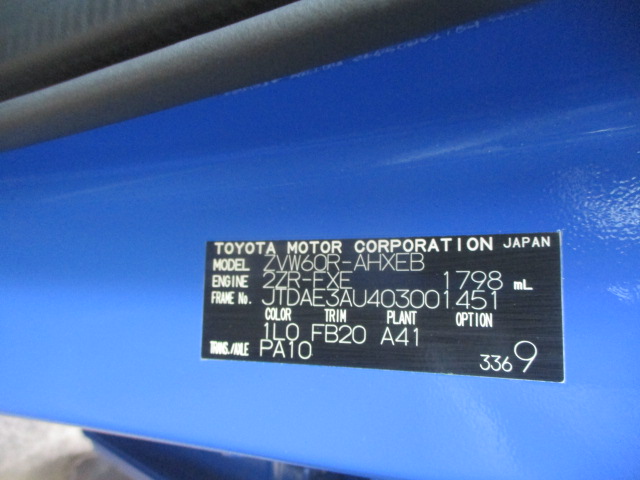 TOYOTA MOTOR CORPORATION JAPAN
MODEL ZVW60R-AHXEB
ENGINE 2ZR-FXE 1798 mL
FRAME No. JTDAE3AU403001451
COLOR TRIM PLANT OPTION
1L0 FB20 A41
TRANS./AXLE PA10
3369